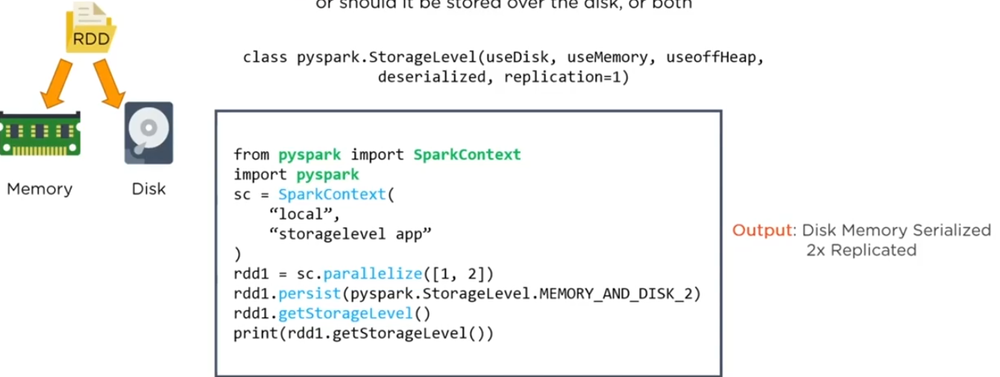 or should it be stored over the disk, or both
RDD
class pyspark.StorageLevel(useDisk, useMemory, useoffHeap,
deserialized, replication=1)
Memory
Disk
from pyspark import SparkContext
import pyspark
sc = SparkContext(
“local”,
“storagelevel app”
)
rdd1 = sc.parallelize([1, 2])
rdd1.persist(pyspark.StorageLevel.MEMORY_AND_DISK_2)
rdd1.getStorageLevel()
print(rdd1.getStorageLevel())
Output: Disk Memory Serialized
2x Replicated